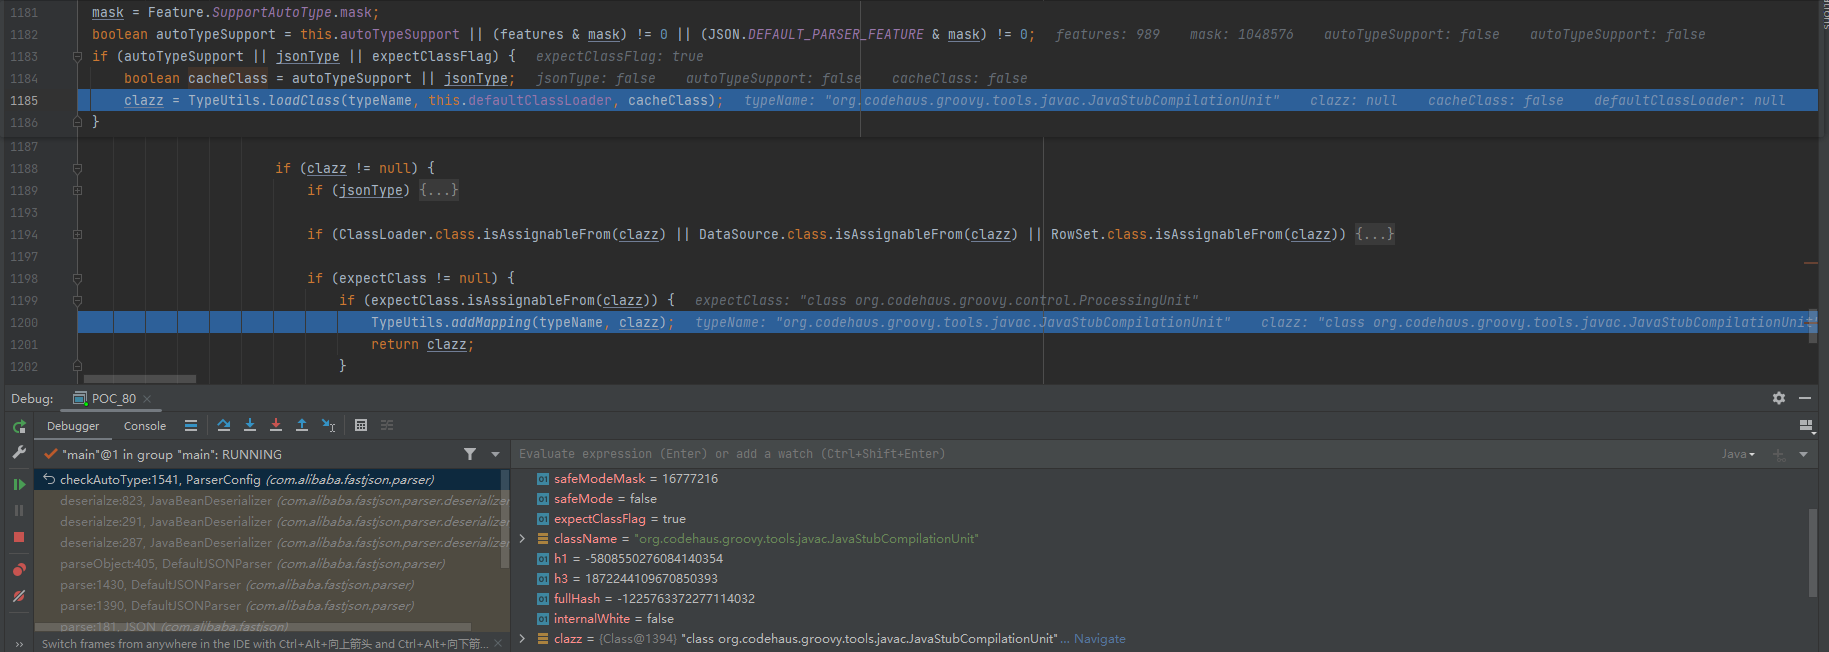 1181 mask = Feature.SupportAutoType.mask;
1182 boolean autoTypeSupport = this.autoTypeSupport || (features & mask) != 0 || (JSON.DEFAULT_PARSER_FEATURE & mask) != 0; features: 989 mask: 1048576 autoTypeSupport: false autoTypeSupport: false
1183 if (autoTypeSupport || jsonType || expectClassFlag) { expectClassFlag: true
1184 boolean cacheClass = autoTypeSupport || jsonType; jsonType: false autoTypeSupport: false cacheClass: false
1185 clazz = TypeUtils.loadClass(typeName, this.defaultClassLoader, cacheClass); typeName: "org.codehaus.groovy.tools.javac.JavaStubCompilationUnit" clazz: null cacheClass: false defaultClassLoader: null
1186 }
1187
1188 if (clazz != null) {
1189 if (jsonType) {...}
1193
1194 if (ClassLoader.class.isAssignableFrom(clazz) || DataSource.class.isAssignableFrom(clazz) || RowSet.class.isAssignableFrom(clazz)) {...}
1197
1198 if (expectClass != null) {
1199 if (expectClass.isAssignableFrom(clazz)) { expectClass: "class org.codehaus.groovy.control.ProcessingUnit"
1200 TypeUtils.addMapping(typeName, clazz); typeName: "org.codehaus.groovy.tools.javac.JavaStubCompilationUnit" clazz: "class org.codehaus.groovy.tools.javac.JavaStubCompilationUnit"
1201 return clazz;
1202 }
Debug: POC_80
Debugger Console
"main"@1 in group "main": RUNNING
checkAutoType:1541, ParserConfig (com.alibaba.fastjson.parser)
deserialze:823, JavaBeanDeserializer (com.alibaba.fastjson.parser.deserializer
deserialze:291, JavaBeanDeserializer (com.alibaba.fastjson.parser.deserializer
deserialze:287, JavaBeanDeserializer (com.alibaba.fastjson.parser.deserializer
parseObject:405, DefaultJSONParser (com.alibaba.fastjson.parser)
parse:1430, DefaultJSONParser (com.alibaba.fastjson.parser)
parse:1390, DefaultJSONParser (com.alibaba.fastjson.parser)
parse:181, JSON (com.alibaba.fastjson)
Switch frames from anywhere in the IDE with Ctrl+Alt+向上箭头 and Ctrl+Alt+向下箭...
Evaluate expression (Enter) or add a watch (Ctrl+Shift+Enter)
Java
safeModeMask = 16777216
safeMode = false
expectClassFlag = true
className = "org.codehaus.groovy.tools.javac.JavaStubCompilationUnit"
h1 = -5808550276084140354
h3 = 1872244109670850393
fullHash = -1225763372277114032
internalWhite = false
clazz = {Class@1394} "class org.codehaus.groovy.tools.javac.JavaStubCompilationUnit"... Navigate